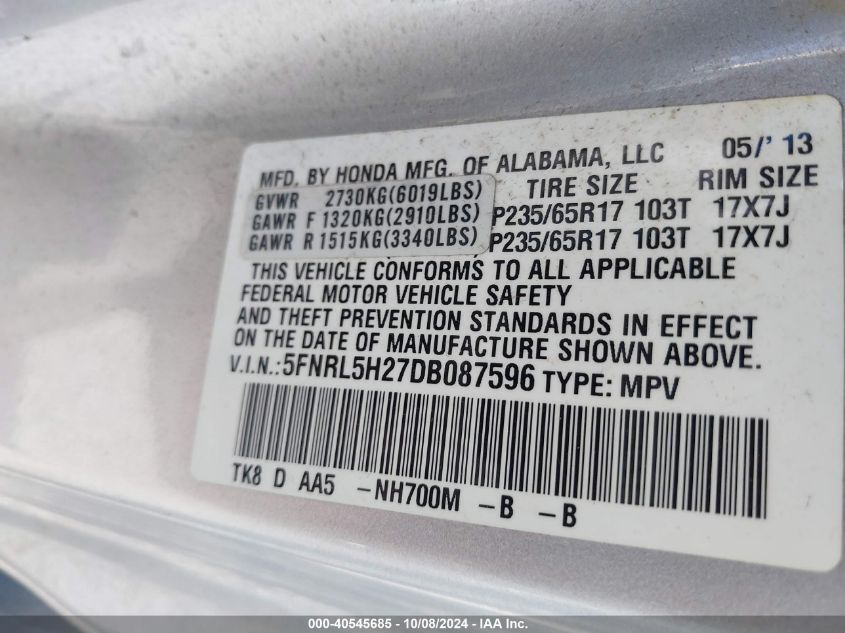 MFD. BY HONDA MFG. OF ALABAMA, LLC 05/' 13
GVWR 2730KG(6019LBS) TIRE SIZE RIM SIZE
GAWR F 1320KG(2910LBS) P235/65R17 103T 17X7J
GAWR R 1515KG(3340LBS) P235/65R17 103T 17X7J
THIS VEHICLE CONFORMS TO ALL APPLICABLE
FEDERAL MOTOR VEHICLE SAFETY
AND THEFT PREVENTION STANDARDS IN EFFECT
ON THE DATE OF MANUFACTURE SHOWN ABOVE.
V.I.N.:5FNRL5H27DB087596 TYPE: MPV
TK8 D AA5 -NH700M -B -B
000-40545685 - 10/08/2024 - IAA Inc.